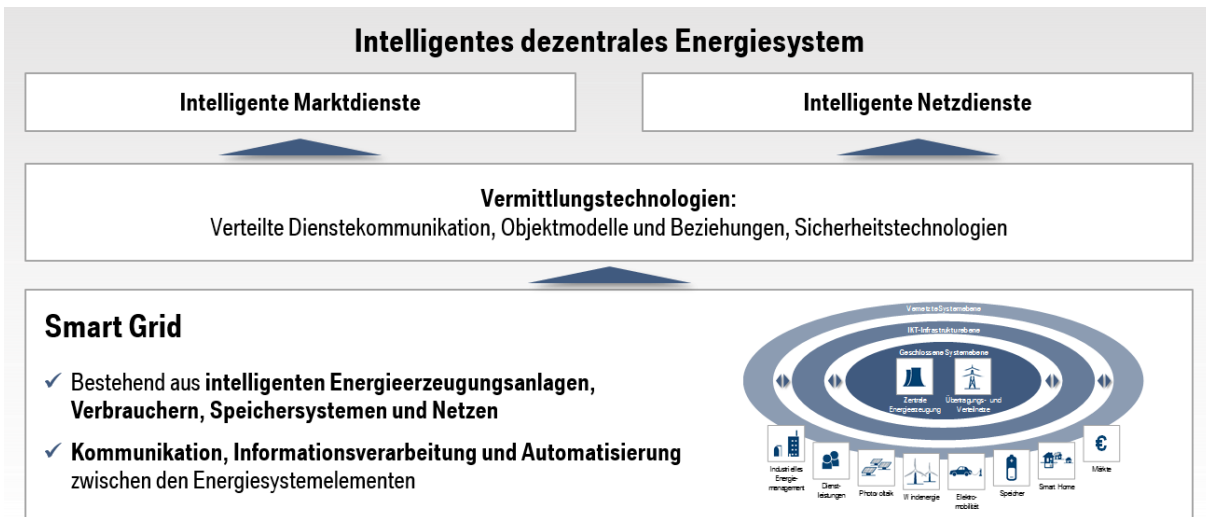 Intelligentes dezentrales Energiesystem
Intelligente Marktdienste
Intelligente Netzdienste
Vermittlungstechnologien:
Verteilte Dienstekommunikation, Objektmodelle und Beziehungen, Sicherheitstechnologien
Smart Grid
✓ Bestehend aus intelligenten Energieerzeugungsanlagen,
Verbrauchern, Speichersystemen und Netzen
✓ Kommunikation, Informationsverarbeitung und Automatisierung
zwischen den Energiesystemelementen
Vernetzte Systemebene
IKT-Infrastrukturebene
Geschlossene Systemebene
Zentrale
Energieerzeugung
Übertragungs- und
Verteilnetze
Industrielles
Energie-
management
Dienst-
leistungen
Photovoltaik
Windenergie
Elektro-
mobilität
Speicher
Smart Home
€
Märkte